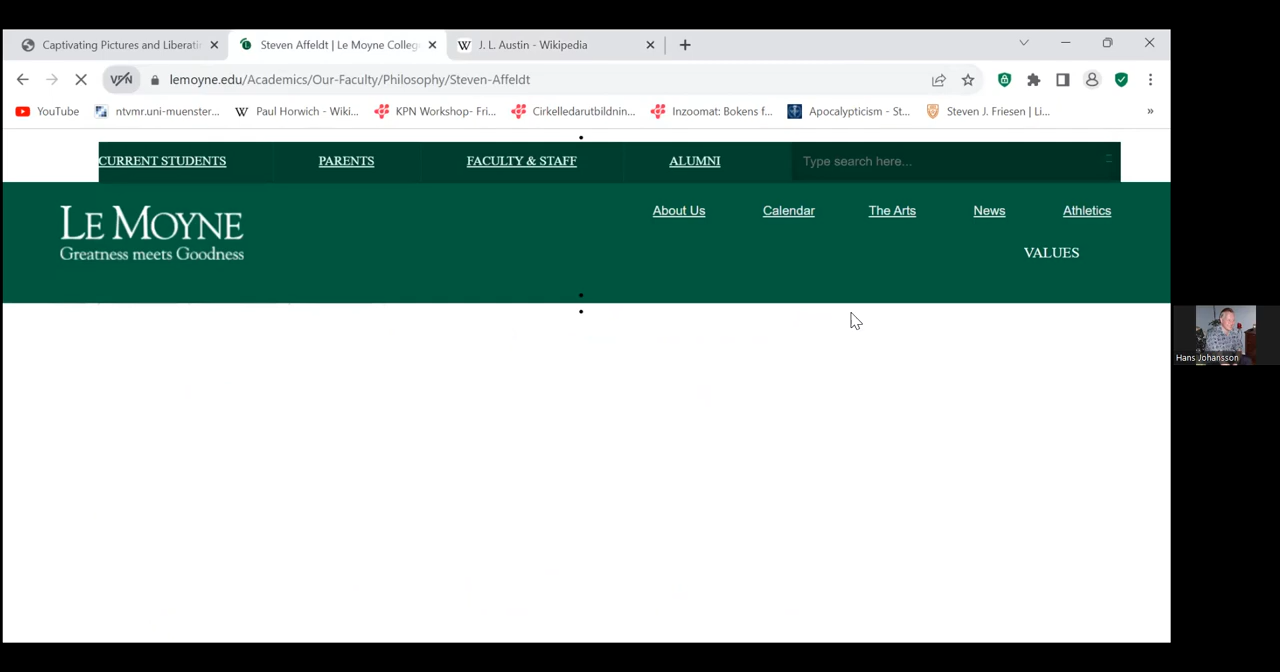 Captivating Pictures and Liberatin
Steven Affeldt | Le Moyne Colleg
W J. L. Austin - Wikipedia
VPN lemoyne.edu/Academics/Our-Faculty/Philosophy/Steven-Affeldt
YouTube ntvmr.uni-muenster... W Paul Horwich - Wiki... KPN Workshop- Fri... Cirkelledarutbildnin... Inzoomat: Bokens f... Apocalypticism - St... Steven J. Friesen | Li... »
CURRENT STUDENTS PARENTS FACULTY & STAFF ALUMNI Type search here...
LE MOYNE
Greatness meets Goodness
About Us Calendar The Arts News Athletics
VALUES
Hans Johansson